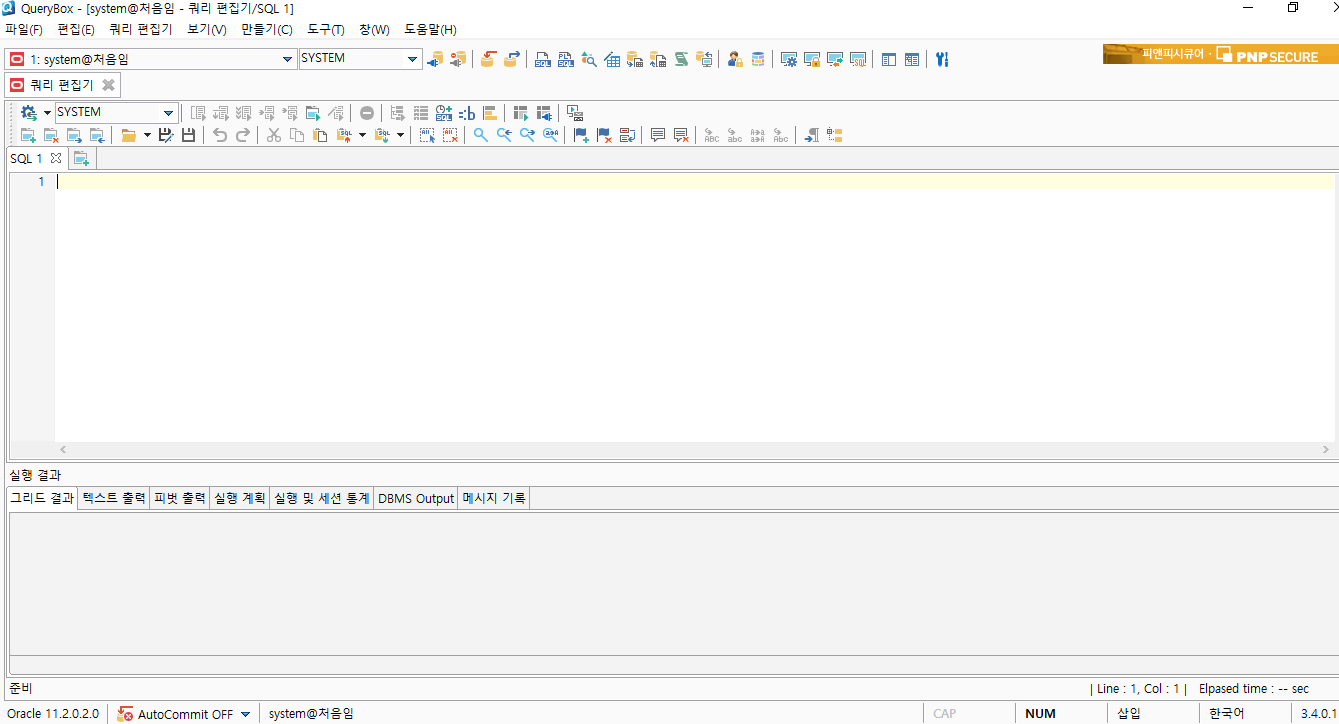 QueryBox - [system@처음임 - 쿼리 편집기/SQL 1]
파일(F) 편집(E) 쿼리 편집기 보기(V) 만들기(C) 도구(T) 창(W) 도움말(H)
1: system@처음임 SYSTEM 피앤피시큐어 · PNP SECURE
쿼리 편집기
SYSTEM
SQL 1
1
실행 결과
그리드 결과 텍스트 출력 피벗 출력 실행 계획 실행 및 세션 통계 DBMS Output 메시지 기록
준비 | Line : 1, Col : 1 | Elpased time : -- sec
Oracle 11.2.0.2.0 AutoCommit OFF system@처음임 CAP NUM 삽입 한국어 3.4.0.1